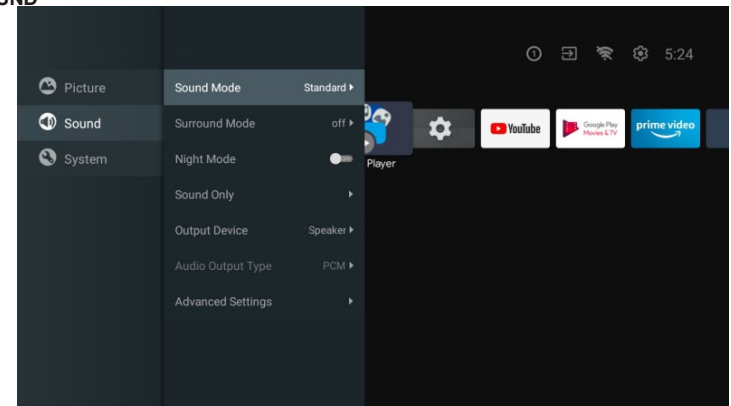 5:24
Picture
Sound
System
Sound Mode Standard
Surround Mode off
Night Mode
Sound Only
Output Device Speaker
Audio Output Type PCM
Advanced Settings
Player
YouTube
Google Play
Movies & TV
prime video